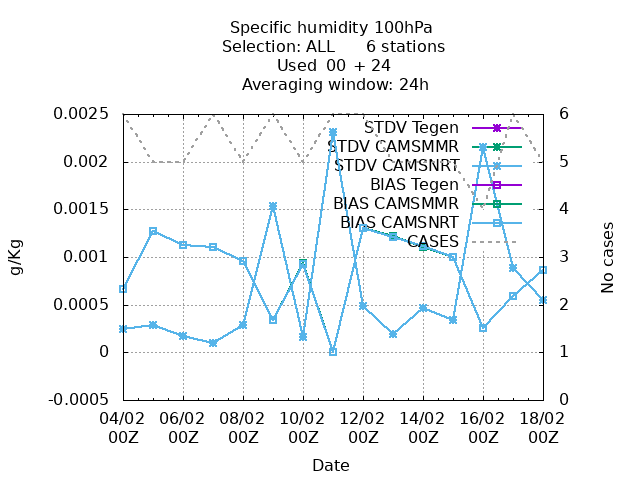 Specific humidity 100hPa
Selection: ALL 6 stations
Used 00 + 24
Averaging window: 24h
0.0025
0.002
0.0015
0.001
0.0005
0
-0.0005
g/Kg
STDV Tegen
STDV CAMSMMR
STDV CAMSNRT
BIAS Tegen
BIAS CAMSMMR
BIAS CAMSNRT
CASES
6
5
4
3
2
1
0
No cases
04/02 06/02 08/02 10/02 12/02 14/02 16/02 18/02
00Z 00Z 00Z 00Z 00Z 00Z 00Z 00Z
Date